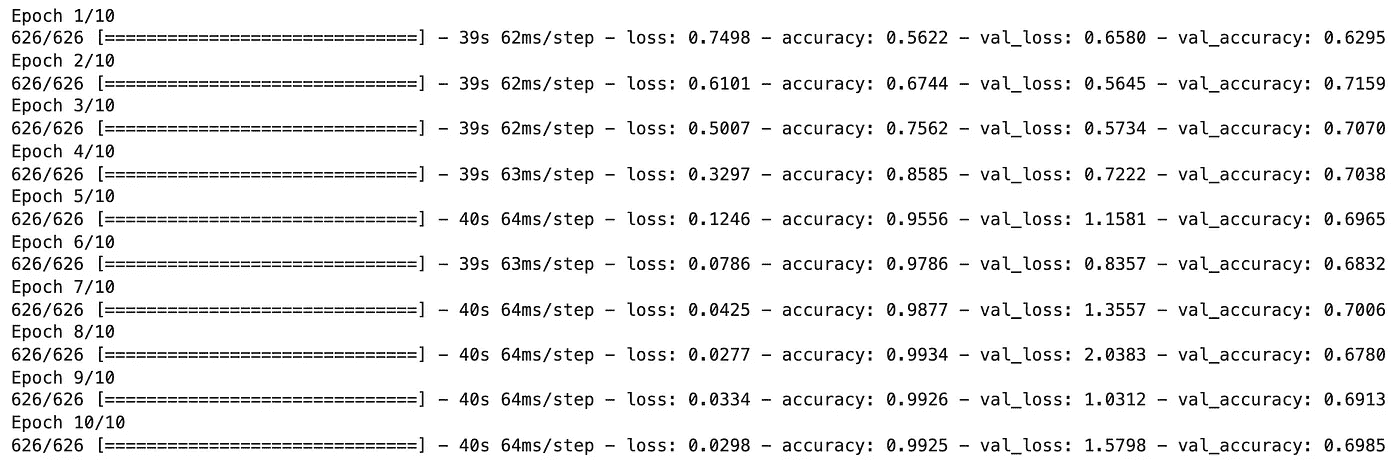 Epoch 1/10
626/626 [==============================] - 39s 62ms/step - loss: 0.7498 - accuracy: 0.5622 - val_loss: 0.6580 - val_accuracy: 0.6295
Epoch 2/10
626/626 [==============================] - 39s 62ms/step - loss: 0.6101 - accuracy: 0.6744 - val_loss: 0.5645 - val_accuracy: 0.7159
Epoch 3/10
626/626 [==============================] - 39s 62ms/step - loss: 0.5007 - accuracy: 0.7562 - val_loss: 0.5734 - val_accuracy: 0.7070
Epoch 4/10
626/626 [==============================] - 39s 63ms/step - loss: 0.3297 - accuracy: 0.8585 - val_loss: 0.7222 - val_accuracy: 0.7038
Epoch 5/10
626/626 [==============================] - 40s 64ms/step - loss: 0.1246 - accuracy: 0.9556 - val_loss: 1.1581 - val_accuracy: 0.6965
Epoch 6/10
626/626 [==============================] - 39s 63ms/step - loss: 0.0786 - accuracy: 0.9786 - val_loss: 0.8357 - val_accuracy: 0.6832
Epoch 7/10
626/626 [==============================] - 40s 64ms/step - loss: 0.0425 - accuracy: 0.9877 - val_loss: 1.3557 - val_accuracy: 0.7006
Epoch 8/10
626/626 [==============================] - 40s 64ms/step - loss: 0.0277 - accuracy: 0.9934 - val_loss: 2.0383 - val_accuracy: 0.6780
Epoch 9/10
626/626 [==============================] - 40s 64ms/step - loss: 0.0334 - accuracy: 0.9926 - val_loss: 1.0312 - val_accuracy: 0.6913
Epoch 10/10
626/626 [==============================] - 40s 64ms/step - loss: 0.0298 - accuracy: 0.9925 - val_loss: 1.5798 - val_accuracy: 0.6985